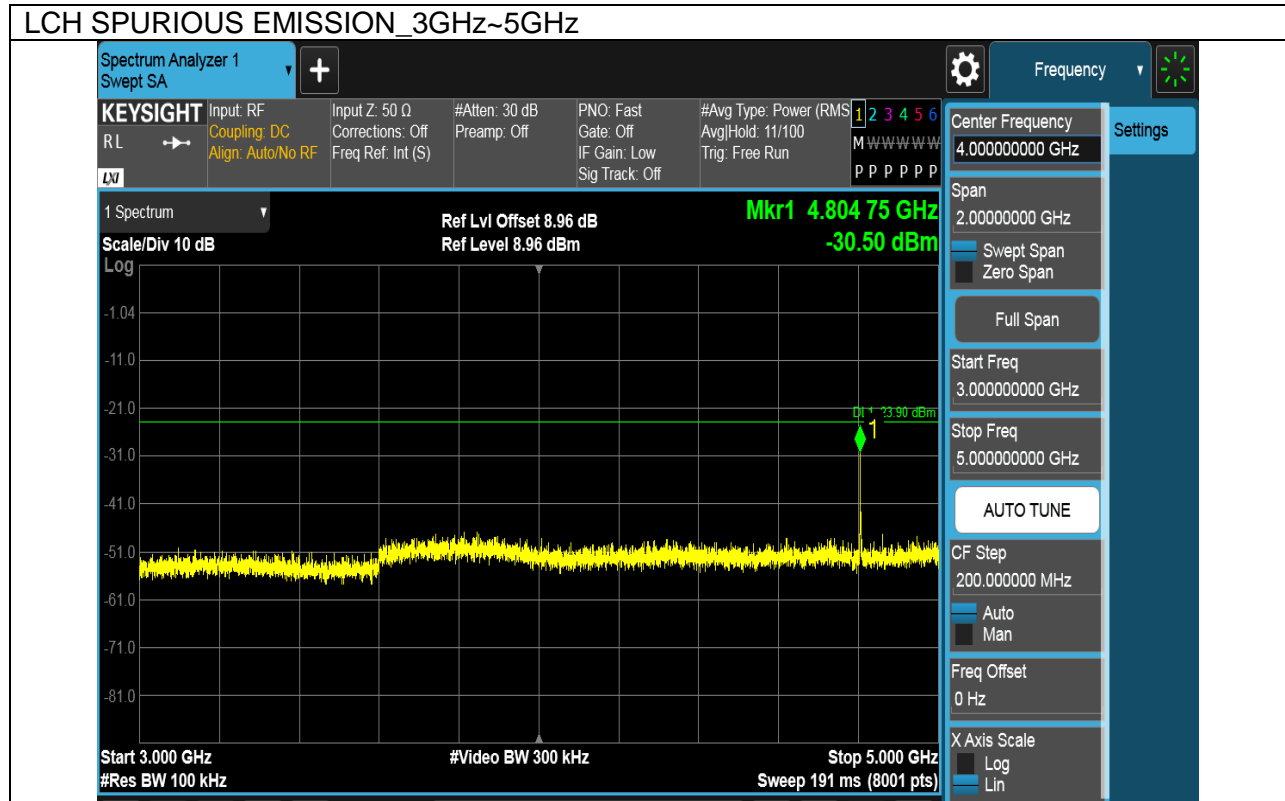 LCH SPURIOUS EMISSION_3GHz~5GHz
Spectrum Analyzer 1
Swept SA
+
Frequency
KEYSIGHT
RL
LXI
Input: RF
Coupling: DC
Align: Auto/No RF
Input Z: 50 Ω
Corrections: Off
Freq Ref: Int (S)
#Atten: 30 dB
Preamp: Off
PNO: Fast
Gate: Off
IF Gain: Low
Sig Track: Off
#Avg Type: Power (RMS
Avg|Hold: 11/100
Trig: Free Run
1 2 3 4 5 6
M W W W W W
P P P P P P
1 Spectrum
Scale/Div 10 dB
Log
Ref Lvl Offset 8.96 dB
Ref Level 8.96 dBm
Mkr1 4.804 75 GHz
-30.50 dBm
-1.04
-11.0
-21.0
-31.0
-41.0
-51.0
-61.0
-71.0
-81.0
23.90 dBm
1
Start 3.000 GHz
#Res BW 100 kHz
#Video BW 300 kHz
Stop 5.000 GHz
Sweep 191 ms (8001 pts)
Center Frequency
4.000000000 GHz
Settings
Span
2.00000000 GHz
Swept Span
Zero Span
Full Span
Start Freq
3.000000000 GHz
Stop Freq
5.000000000 GHz
AUTO TUNE
CF Step
200.000000 MHz
Auto
Man
Freq Offset
0 Hz
X Axis Scale
Log
Lin